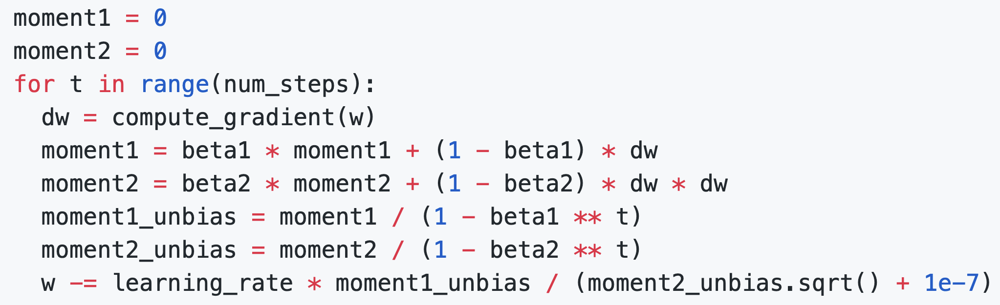 moment1 = 0
moment2 = 0
for t in range(num_steps):
  dw = compute_gradient(w)
  moment1 = beta1 * moment1 + (1 - beta1) * dw
  moment2 = beta2 * moment2 + (1 - beta2) * dw * dw
  moment1_unbias = moment1 / (1 - beta1 ** t)
  moment2_unbias = moment2 / (1 - beta2 ** t)
  w -= learning_rate * moment1_unbias / (moment2_unbias.sqrt() + 1e-7)